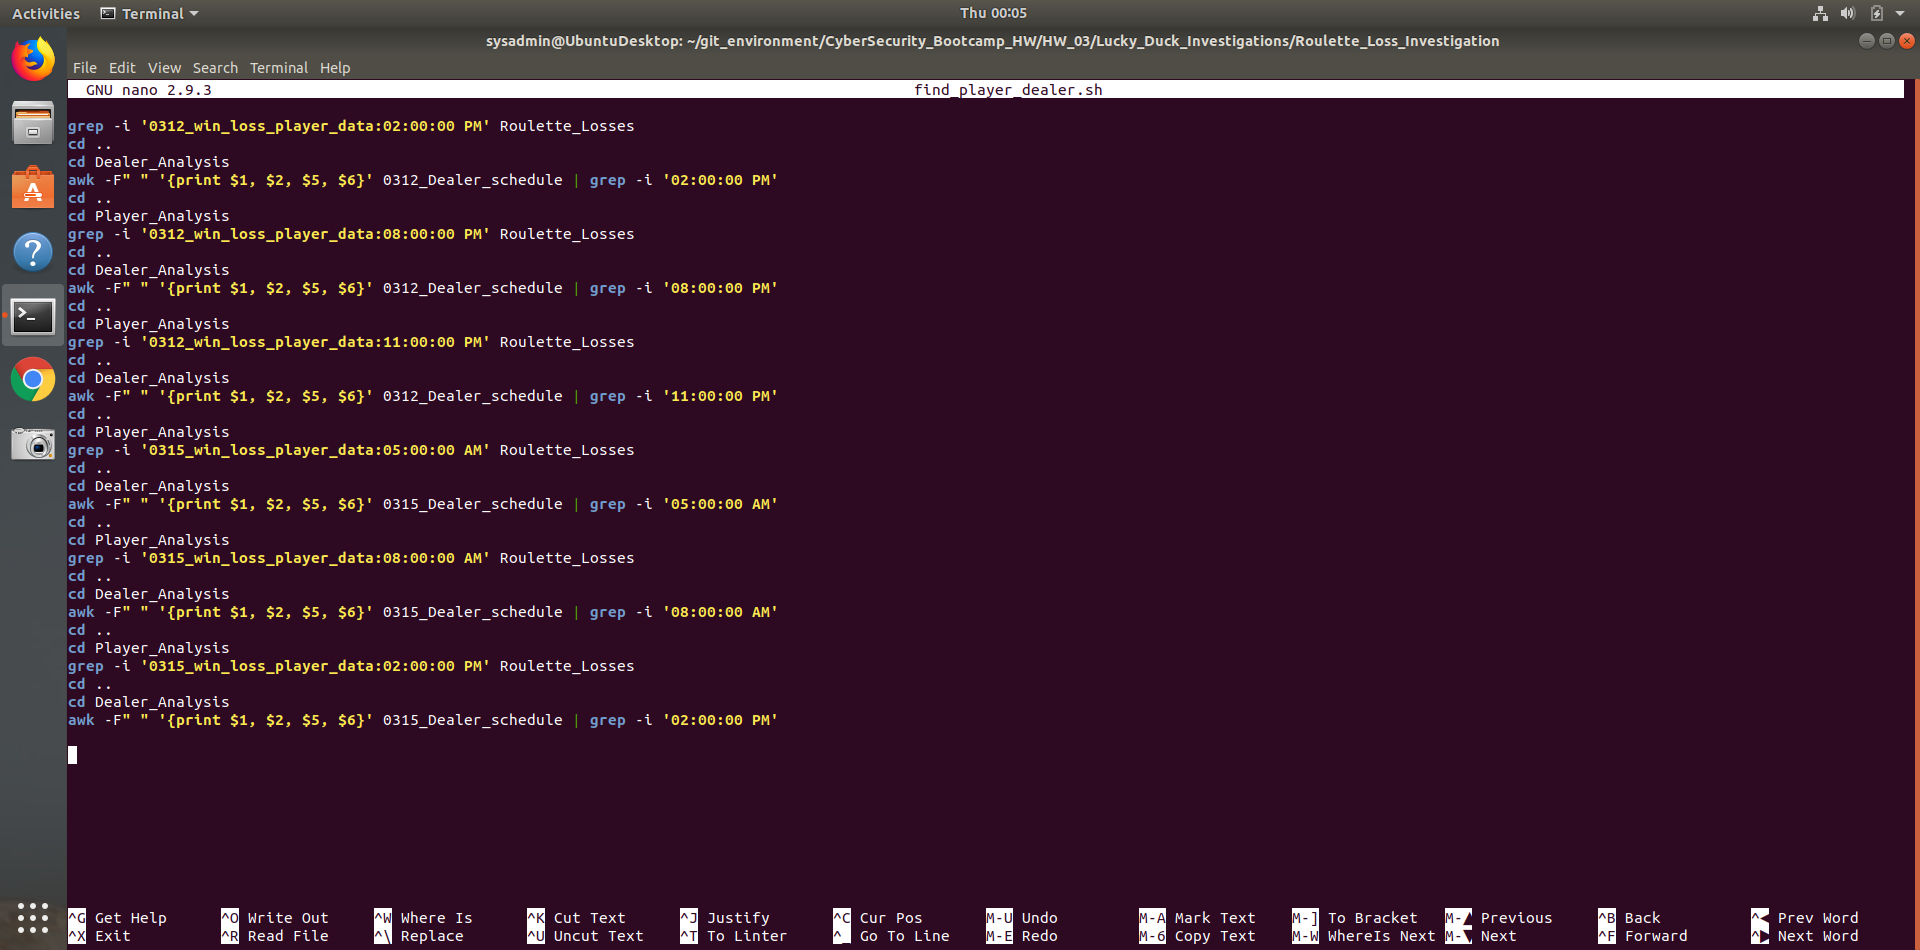 Activities Terminal Thu 00:05
sysadmin@UbuntuDesktop: ~/git_environment/CyberSecurity_Bootcamp_HW/HW_03/Lucky_Duck_Investigations/Roulette_Loss_Investigation
File Edit View Search Terminal Help
GNU nano 2.9.3 find_player_dealer.sh
grep -i '0312_win_loss_player_data:02:00:00 PM' Roulette_Losses
cd ..
cd Dealer_Analysis
awk -F" " '{print $1, $2, $5, $6}' 0312_Dealer_schedule | grep -i '02:00:00 PM'
cd ..
cd Player_Analysis
grep -i '0312_win_loss_player_data:08:00:00 PM' Roulette_Losses
cd ..
cd Dealer_Analysis
awk -F" " '{print $1, $2, $5, $6}' 0312_Dealer_schedule | grep -i '08:00:00 PM'
cd ..
cd Player_Analysis
grep -i '0312_win_loss_player_data:11:00:00 PM' Roulette_Losses
cd ..
cd Dealer_Analysis
awk -F" " '{print $1, $2, $5, $6}' 0312_Dealer_schedule | grep -i '11:00:00 PM'
cd ..
cd Player_Analysis
grep -i '0315_win_loss_player_data:05:00:00 AM' Roulette_Losses
cd ..
cd Dealer_Analysis
awk -F" " '{print $1, $2, $5, $6}' 0315_Dealer_schedule | grep -i '05:00:00 AM'
cd ..
cd Player_Analysis
grep -i '0315_win_loss_player_data:08:00:00 AM' Roulette_Losses
cd ..
cd Dealer_Analysis
awk -F" " '{print $1, $2, $5, $6}' 0315_Dealer_schedule | grep -i '08:00:00 AM'
cd ..
cd Player_Analysis
grep -i '0315_win_loss_player_data:02:00:00 PM' Roulette_Losses
cd ..
cd Dealer_Analysis
awk -F" " '{print $1, $2, $5, $6}' 0315_Dealer_schedule | grep -i '02:00:00 PM'
^G Get Help ^O Write Out ^W Where Is ^K Cut Text ^J Justify ^C Cur Pos M-U Undo M-A Mark Text M-] To Bracket M-▲ Previous ^B Back ^◀ Prev Word
^X Exit ^R Read File ^\ Replace ^U Uncut Text ^T To Linter ^_ Go To Line M-E Redo M-6 Copy Text M-W WhereIs Next M-▼ Next ^F Forward ^▶ Next Word